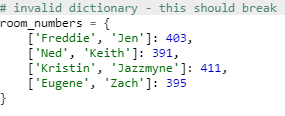 # invalid dictionary - this should break
room_numbers = {
    ['Freddie', 'Jen']: 403,
    ['Ned', 'Keith']: 391,
    ['Kristin', 'Jazzmyne']: 411,
    ['Eugene', 'Zach']: 395
}